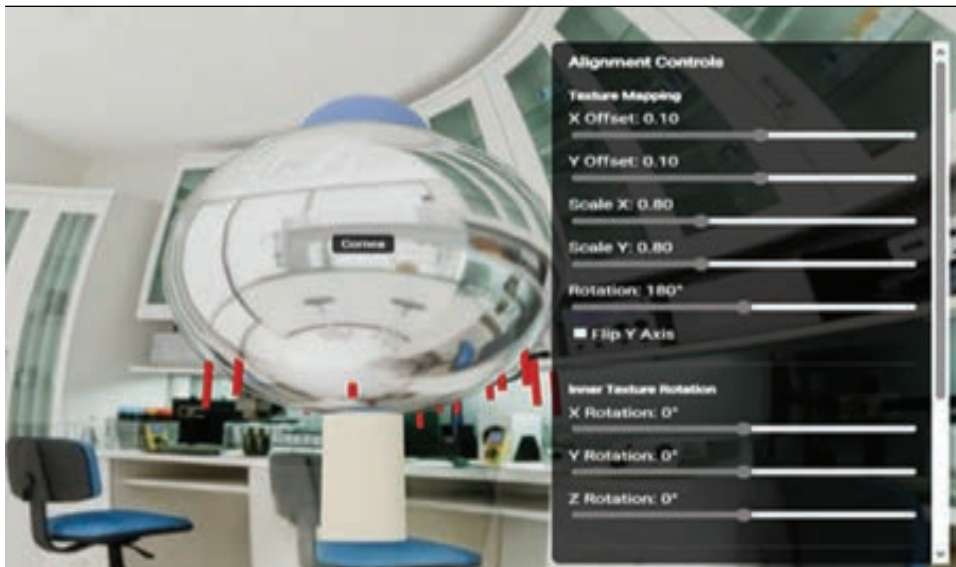 Cornea
Alignment Controls
Texture Mapping
X Offset: 0.10
Y Offset: 0.10
Scale X: 0.80
Scale Y: 0.80
Rotation: 180°
Flip Y Axis
Inner Texture Rotation
X Rotation: 0°
Y Rotation: 0°
Z Rotation: 0°